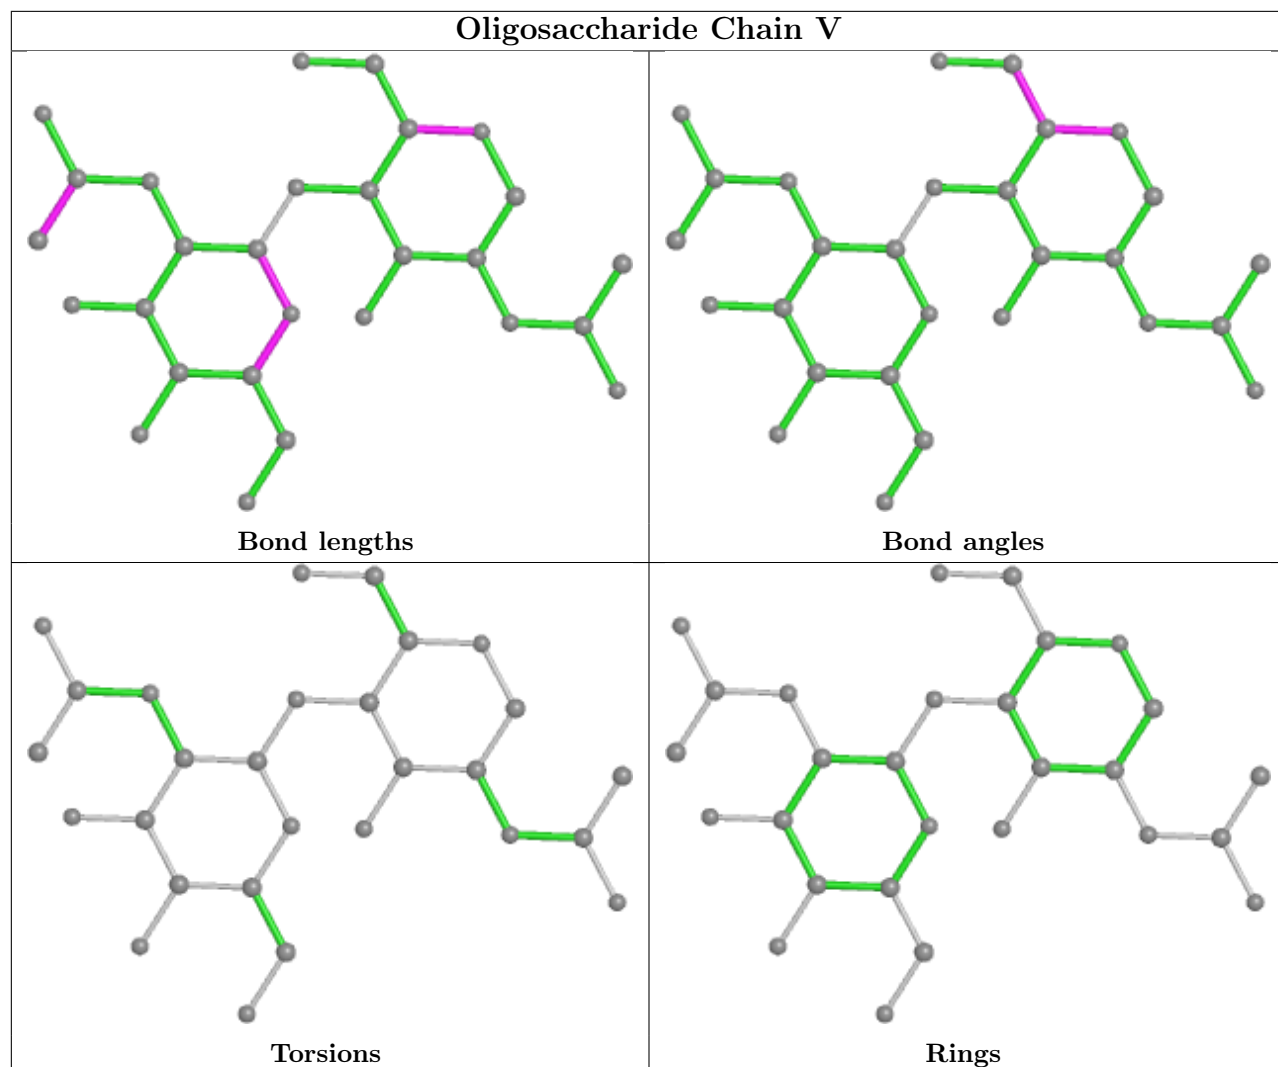 Oligosaccharide Chain V
Bond lengths
Bond angles
Torsions
Rings